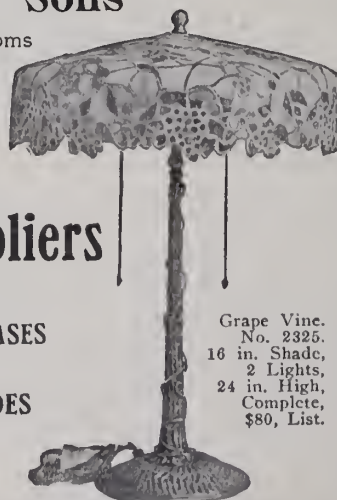 Sons
oms
oliers
ASES
DES
Grape Vine.
No. 2325.
16 in. Shade,
2 Lights,
24 in. High,
Complete,
$80, List.